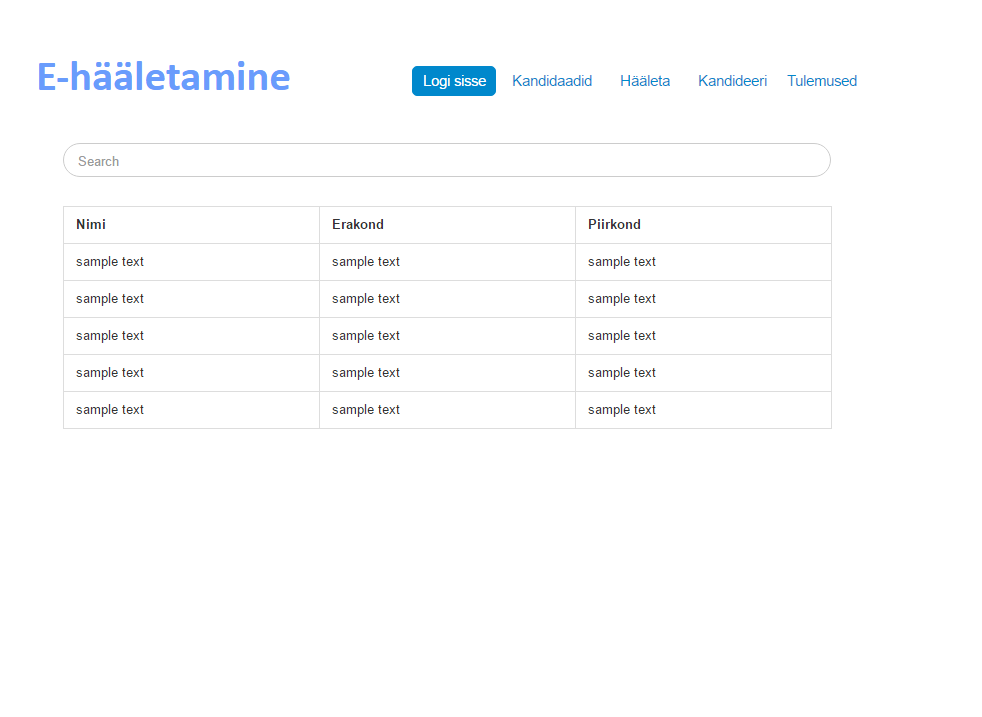 E-hääletamine
Logi sisse Kandidaadid Hääleta Kandideeri Tulemused
Search
Nimi Erakond Piirkond
sample text sample text sample text
sample text sample text sample text
sample text sample text sample text
sample text sample text sample text
sample text sample text sample text